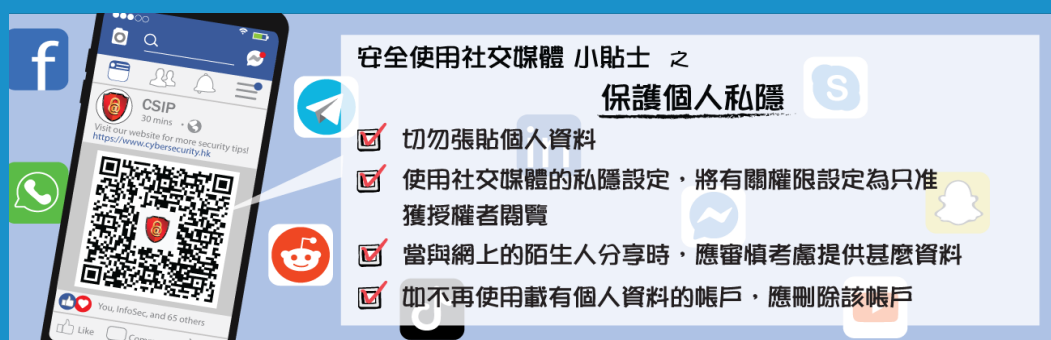 CSIP
30 mins
Visit our website for more security tips!
https://www.cybersecurity.hk
You, InfoSec, and 65 others
Like
安全使用社交媒體 小貼士 之
保護個人私隱
切勿張貼個人資料
使用社交媒體的私隱設定，將有關權限設定為只准
獲授權者閱覽
當與網上的陌生人分享時，應審慎考慮提供甚麼資料
如不再使用載有個人資料的帳戶，應刪除該帳戶